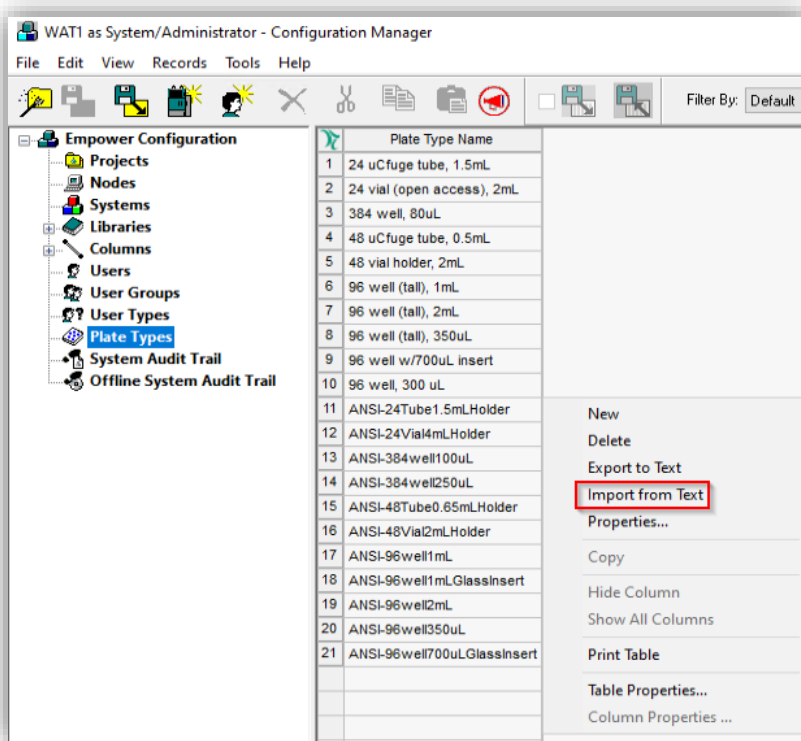 WAT1 as System/Administrator - Configuration Manager
File Edit View Records Tools Help
Filter By: Default
Empower Configuration
Projects
Nodes
Systems
Libraries
Columns
Users
User Groups
User Types
Plate Types
System Audit Trail
Offline System Audit Trail
Plate Type Name
1 24 uCfuge tube, 1.5mL
2 24 vial (open access), 2mL
3 384 well, 80uL
4 48 uCfuge tube, 0.5mL
5 48 vial holder, 2mL
6 96 well (tall), 1mL
7 96 well (tall), 2mL
8 96 well (tall), 350uL
9 96 well w/700uL insert
10 96 well, 300 uL
11 ANSI-24Tube1.5mLHolder
12 ANSI-24Vial4mLHolder
13 ANSI-384well100uL
14 ANSI-384well250uL
15 ANSI-48Tube0.65mLHolder
16 ANSI-48Vial2mLHolder
17 ANSI-96well1mL
18 ANSI-96well1mLGlassInsert
19 ANSI-96well2mL
20 ANSI-96well350uL
21 ANSI-96well700uLGlassInsert
New
Delete
Export to Text
Import from Text
Properties...
Copy
Hide Column
Show All Columns
Print Table
Table Properties...
Column Properties ...